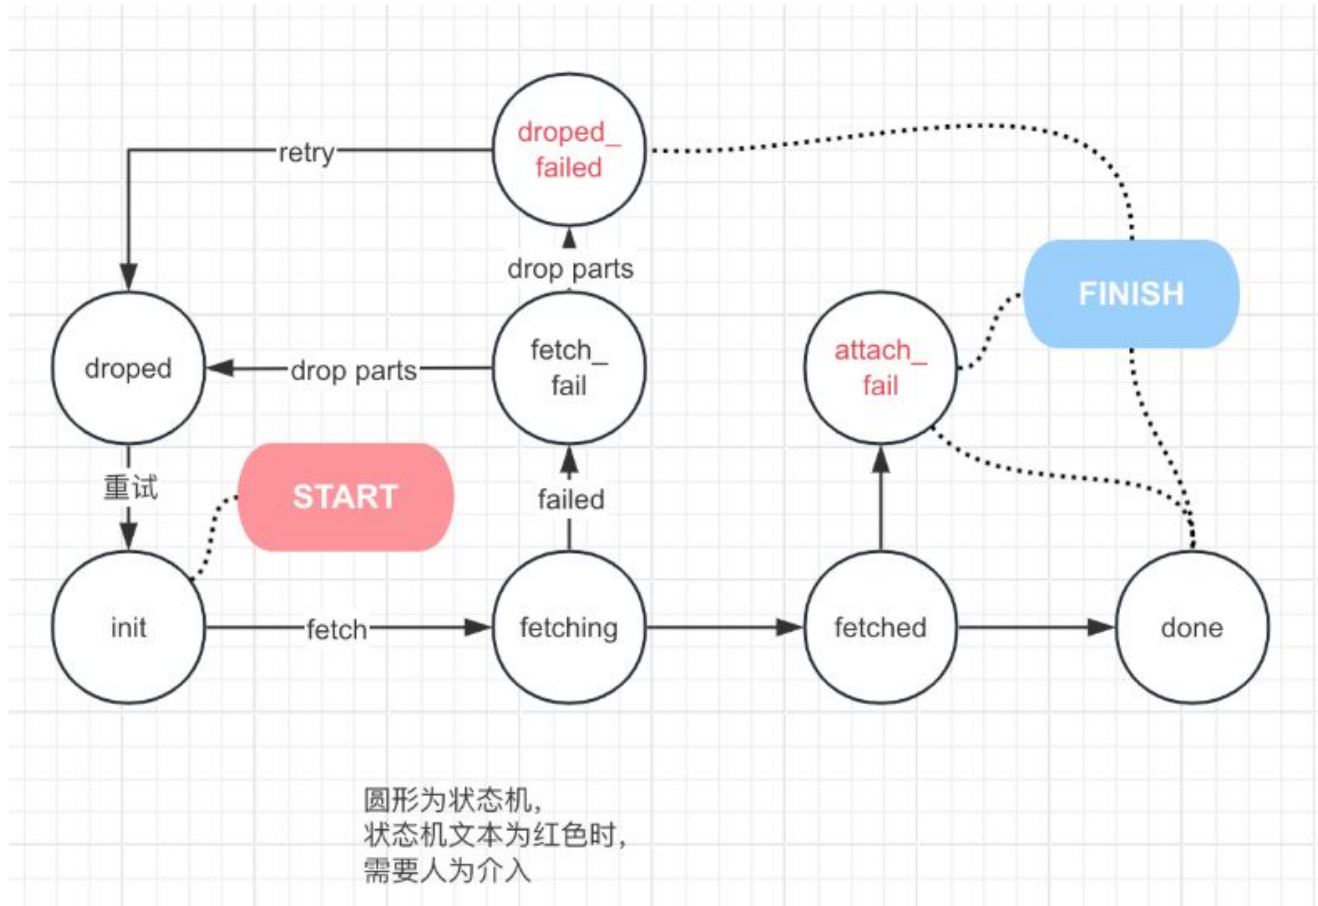 droped_
failed
retry
drop parts
FINISH
droped
drop parts
fetch_
fail
attach_
fail
重试
START
failed
init
fetch
fetching
fetched
done
圆形为状态机，
状态机文本为红色时，
需要人为介入